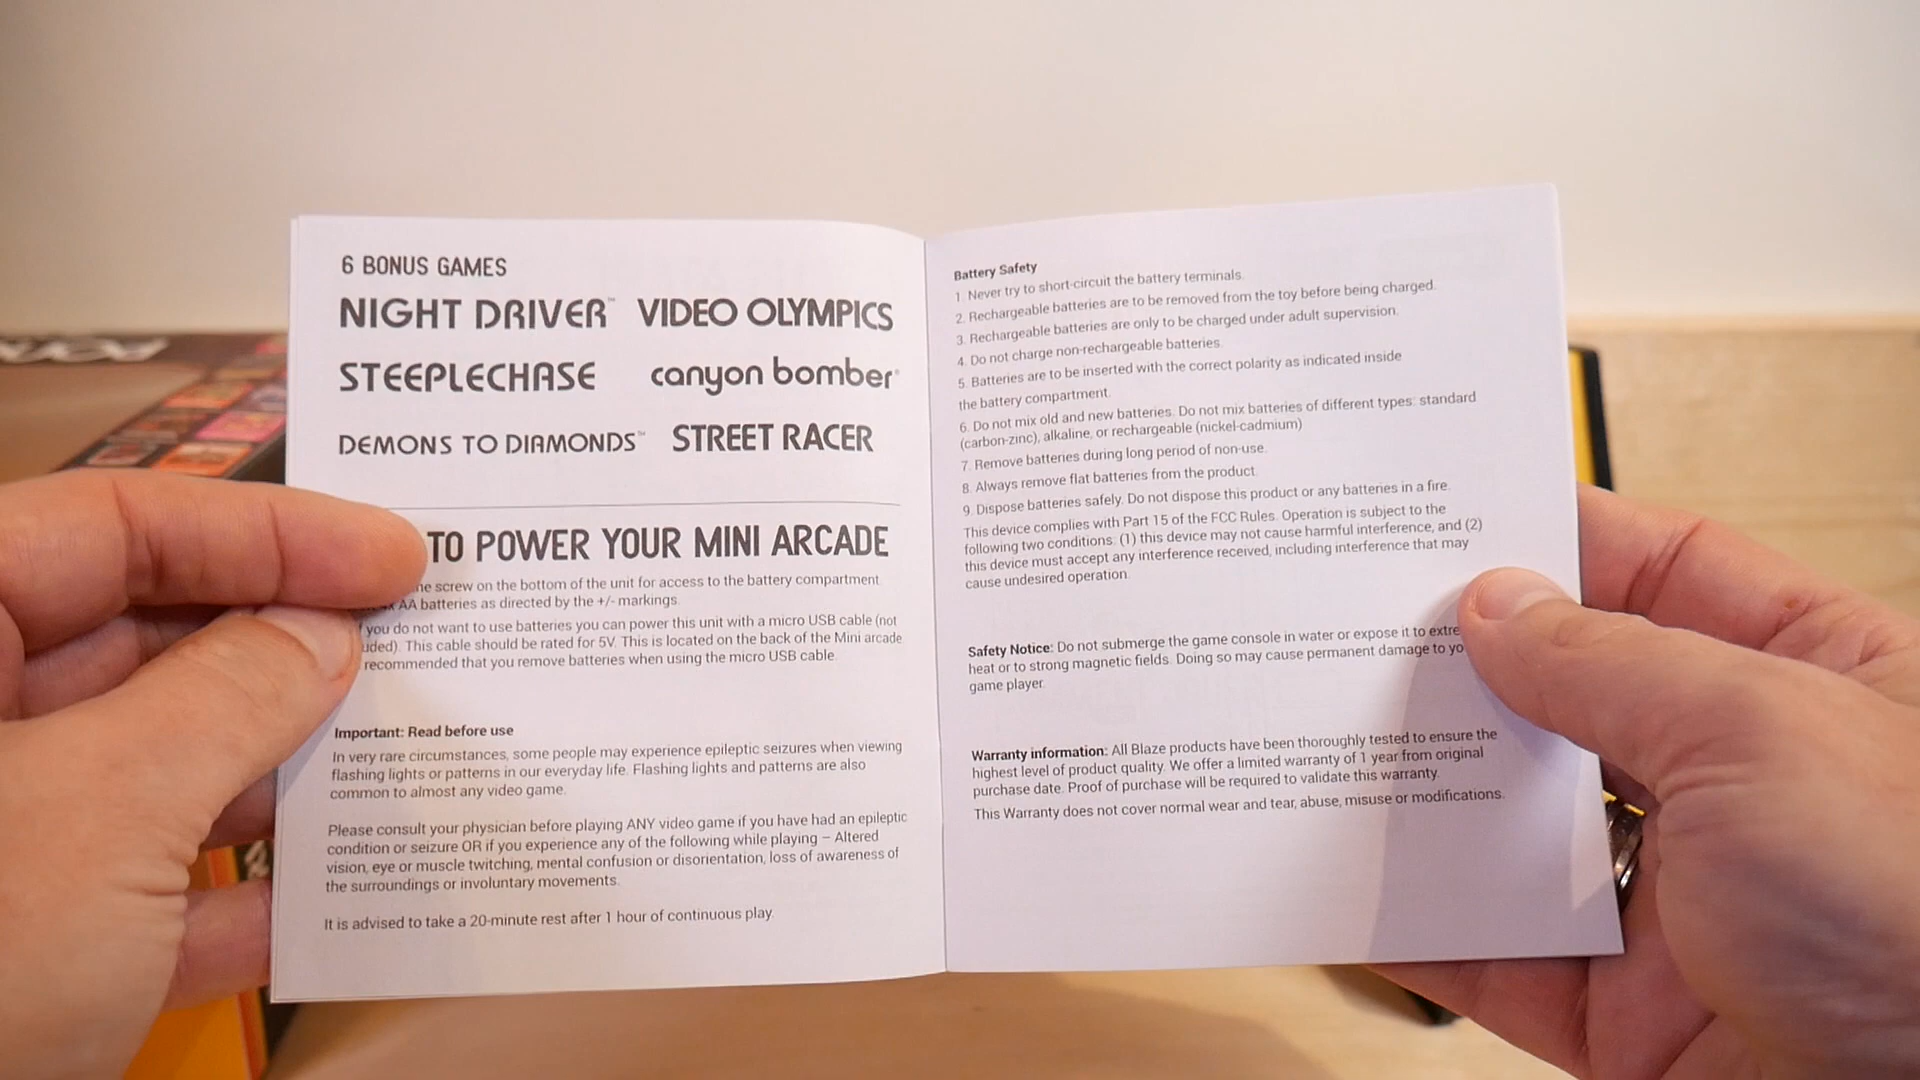 6 BONUS GAMES
NIGHT DRIVER™ VIDEO OLYMPICS
STEEPLECHASE canyon bomber®
DEMONS TO DIAMONDS™ STREET RACER
TO POWER YOUR MINI ARCADE
screw on the bottom of the unit for access to the battery compartment
AA batteries as directed by the +/- markings.
you do not want to use batteries you can power this unit with a micro USB cable (not
This cable should be rated for 5V. This is located on the back of the Mini arcade
recommended that you remove batteries when using the micro USB cable.
Important: Read before use
In very rare circumstances, some people may experience epileptic seizures when viewing
flashing lights or patterns in our everyday life. Flashing lights and patterns are also
common to almost any video game.
Please consult your physician before playing ANY video game if you have had an epileptic
condition or seizure OR if you experience any of the following while playing – Altered
vision, eye or muscle twitching, mental confusion or disorientation, loss of awareness of
the surroundings or involuntary movements.
It is advised to take a 20-minute rest after 1 hour of continuous play.
Battery Safety
1. Never try to short-circuit the battery terminals.
2. Rechargeable batteries are to be removed from the toy before being charged.
3. Rechargeable batteries are only to be charged under adult supervision.
4. Do not charge non-rechargeable batteries.
5. Batteries are to be inserted with the correct polarity as indicated inside
the battery compartment.
6. Do not mix old and new batteries. Do not mix batteries of different types: standard
(carbon-zinc), alkaline, or rechargeable (nickel-cadmium)
7. Remove batteries during long period of non-use.
8. Always remove flat batteries from the product.
9. Dispose batteries safely. Do not dispose this product or any batteries in a fire.
This device complies with Part 15 of the FCC Rules. Operation is subject to the
following two conditions: (1) this device may not cause harmful interference, and (2)
this device must accept any interference received, including interference that may
cause undesired operation.
Safety Notice: Do not submerge the game console in water or expose it to
heat or to strong magnetic fields. Doing so may cause permanent damage to
game player.
Warranty information: All Blaze products have been thoroughly tested to ensure the
highest level of product quality. We offer a limited warranty of 1 year from original
purchase date. Proof of purchase will be required to validate this warranty.
This Warranty does not cover normal wear and tear, abuse, misuse or modifications.